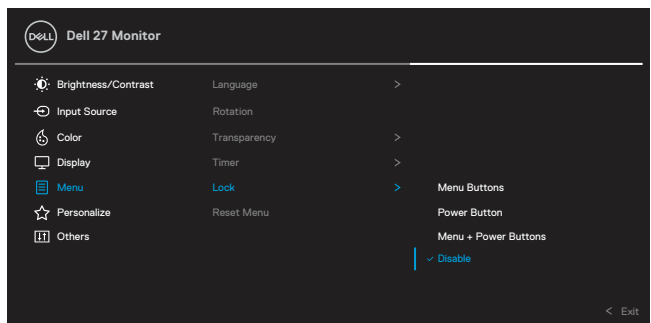 DELL Dell 27 Monitor
Brightness/Contrast Language >
Input Source Rotation
Color Transparency >
Display Timer >
Menu Lock > Menu Buttons
Personalize Reset Menu Power Button
Others Menu + Power Buttons
✓ Disable
< Exit